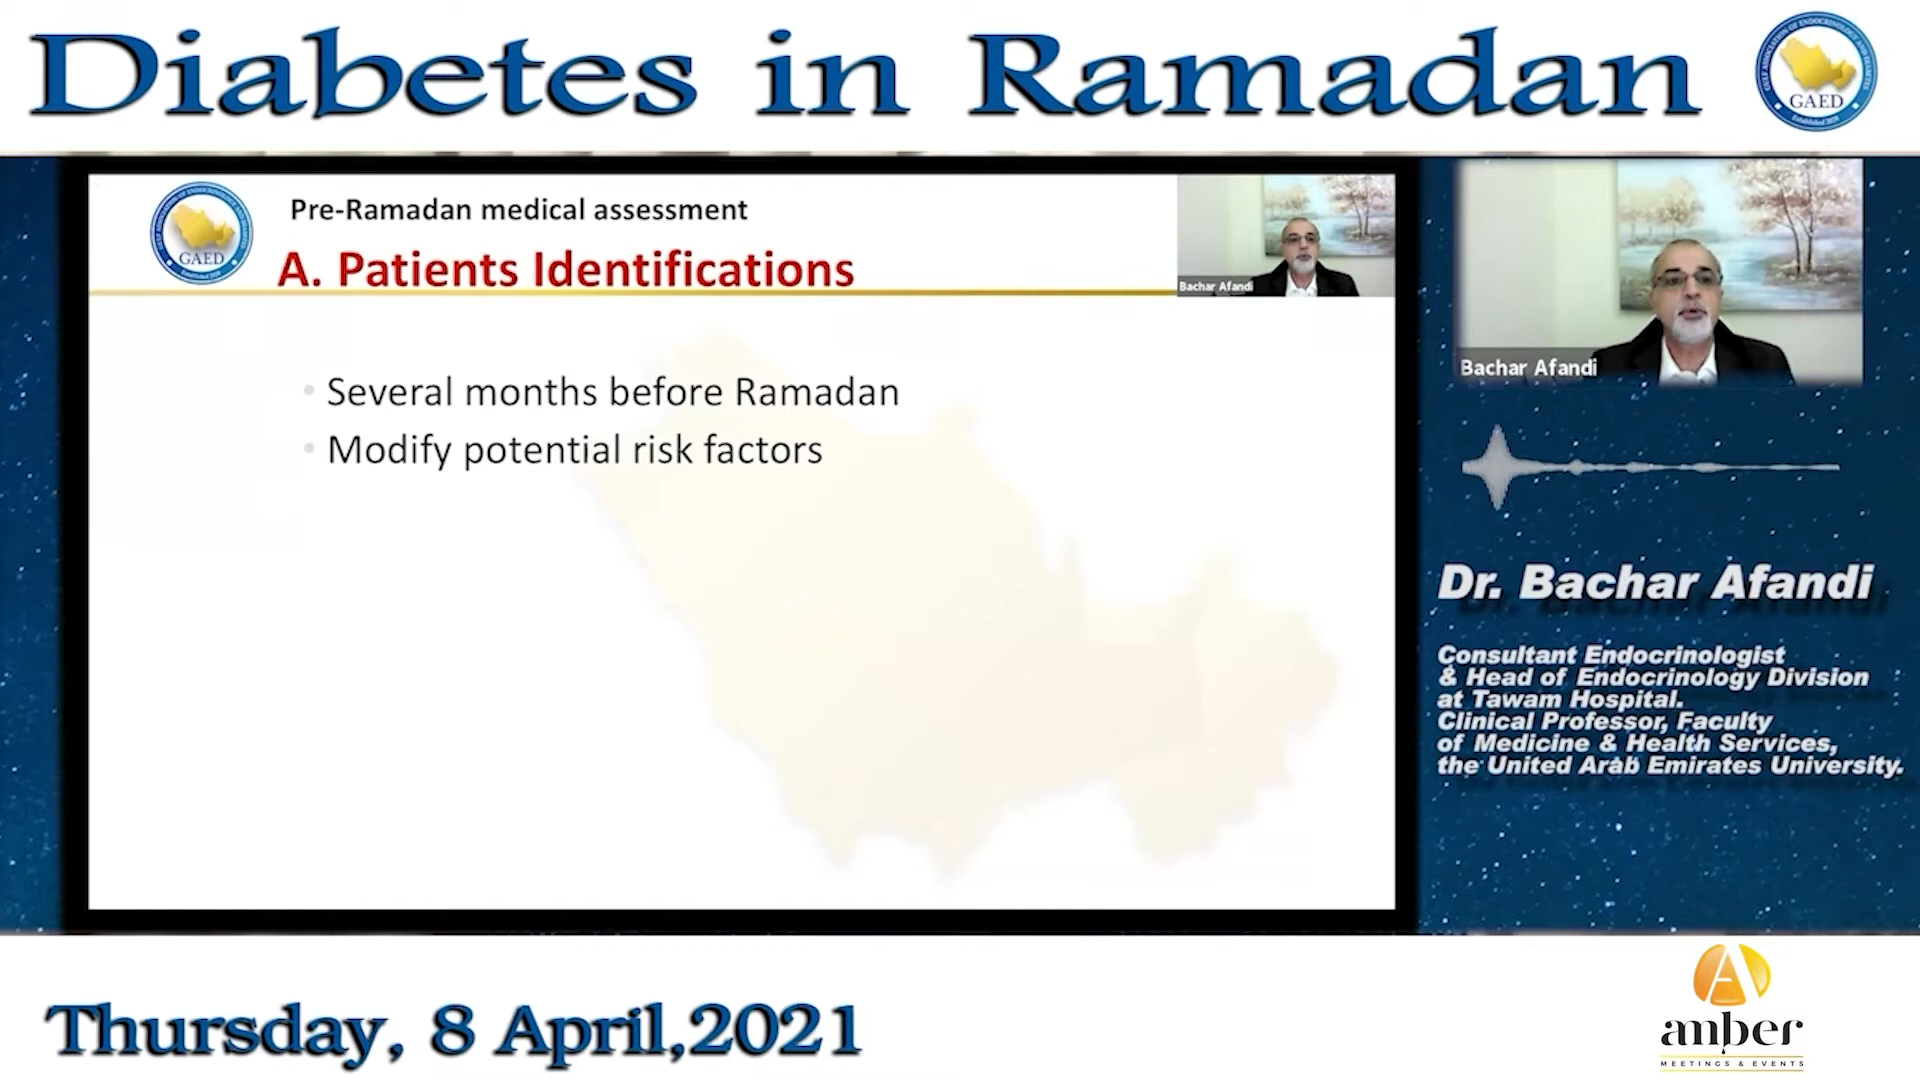 Diabetes in Ramadan
GAED
GAED
Pre-Ramadan medical assessment
A. Patients Identifications
Bachar Afandi
• Several months before Ramadan
• Modify potential risk factors
Bachar Afandi
Dr. Bachar Afandi
Consultant Endocrinologist
& Head of Endocrinology Division
at Tawam Hospital.
Clinical Professor, Faculty
of Medicine & Health Services,
the United Arab Emirates University.
Thursday, 8 April,2021
amber
MEETINGS & EVENTS